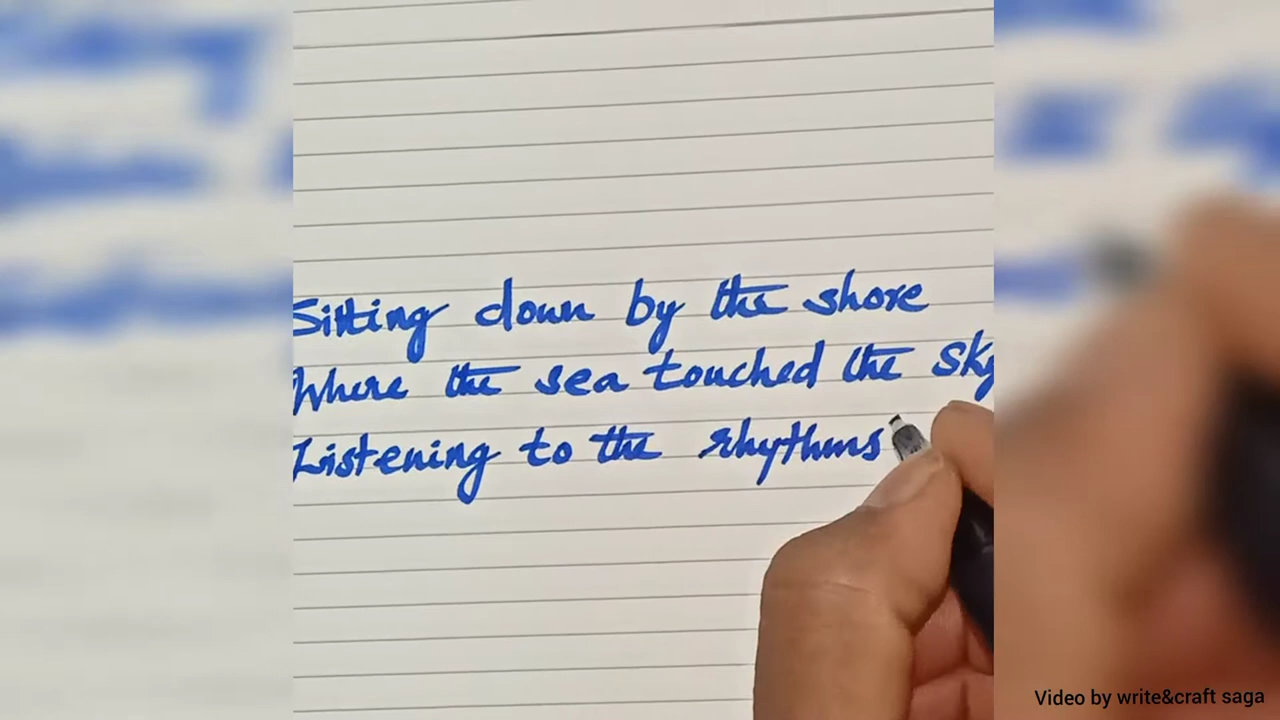 Sitting down by the shore
Where the sea touched the sky
Listening to the rhythms
Video by write&craft saga